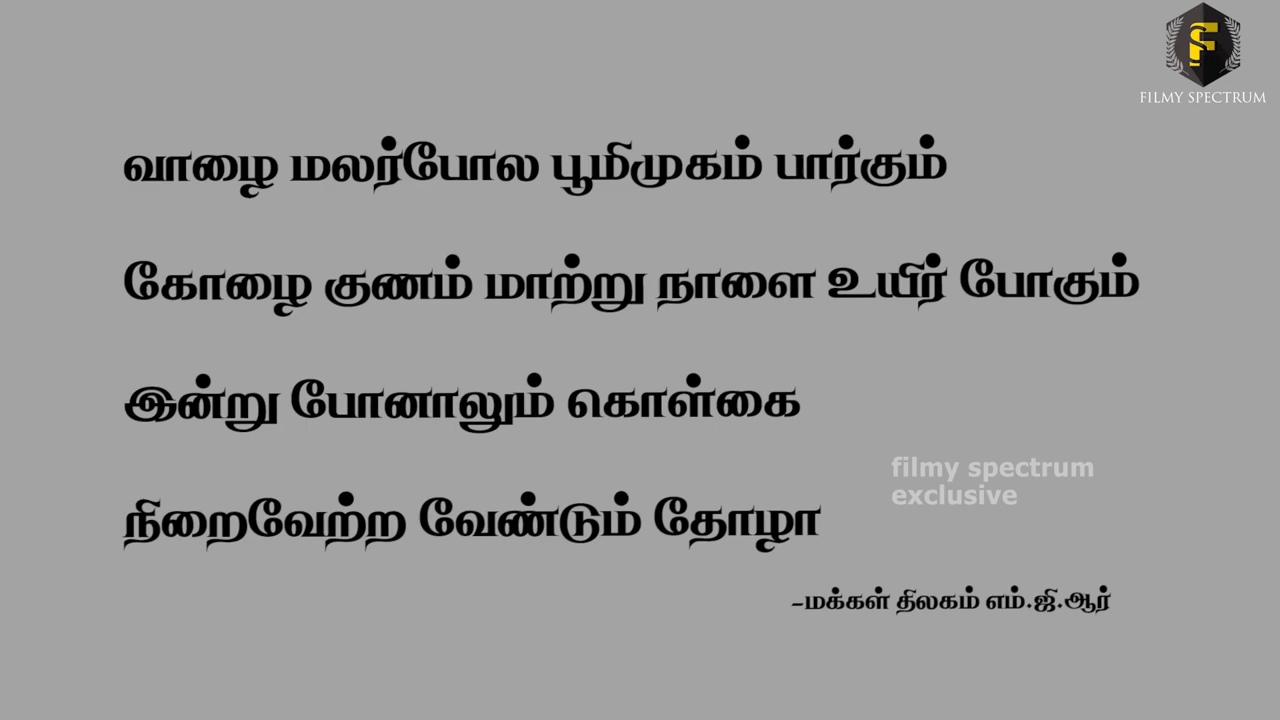 FILMY SPECTRUM
வாழை மலர்போல பூமிமுகம் பார்கும்
கோழை குணம் மாற்று நாளை உயிர் போகும்
இன்று போனாலும் கொள்கை
filmy spectrum
exclusive
நிறைவேற்ற வேண்டும் தோழா
-மக்கள் திலகம் எம்.ஜி.ஆர்